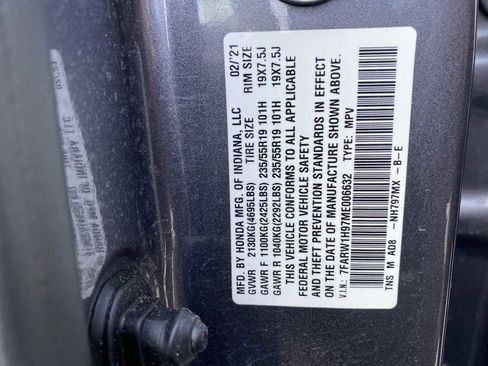 MFD. BY HONDA MFG. OF INDIANA, LLC 02/'21
GVWR 2130KG(4695LBS) TIRE SIZE RIM SIZE
GAWR F 1100KG(2425LBS) 235/55R19 101H 19X7.5J
GAWR R 1040KG(2292LBS) 235/55R19 101H 19X7.5J
THIS VEHICLE CONFORMS TO ALL APPLICABLE
FEDERAL MOTOR VEHICLE SAFETY
AND THEFT PREVENTION STANDARDS IN EFFECT
ON THE DATE OF MANUFACTURE SHOWN ABOVE.
V.I.N.: 7FARW1H97ME006632 TYPE: MPV
TNS M AD8 -NH797MX -B-E